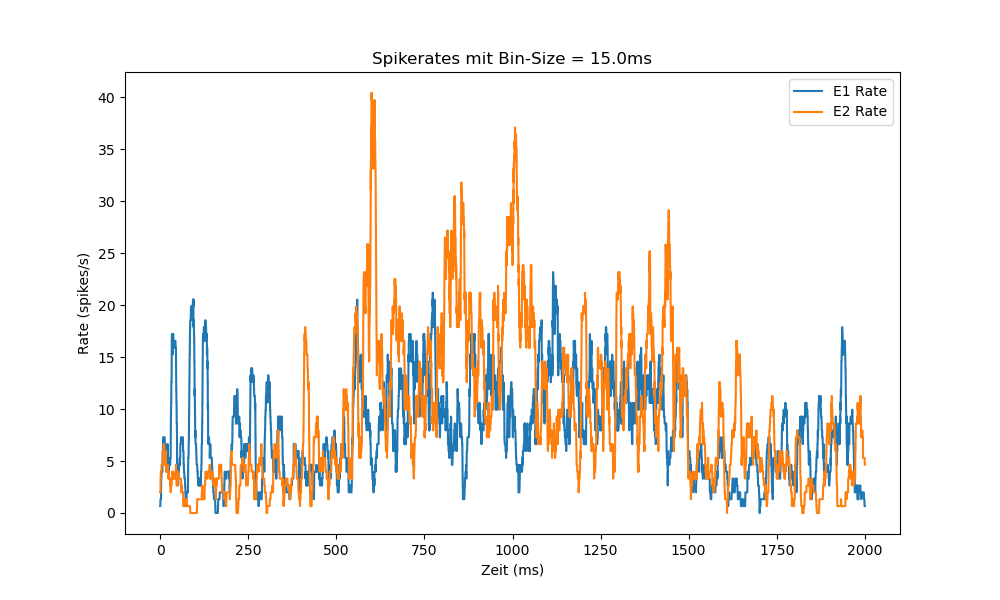 Spikerates mit Bin-Size = 15.0ms
E1 Rate
E2 Rate
Rate (spikes/s)
40
35
30
25
20
15
10
5
0
0 250 500 750 1000 1250 1500 1750 2000
Zeit (ms)